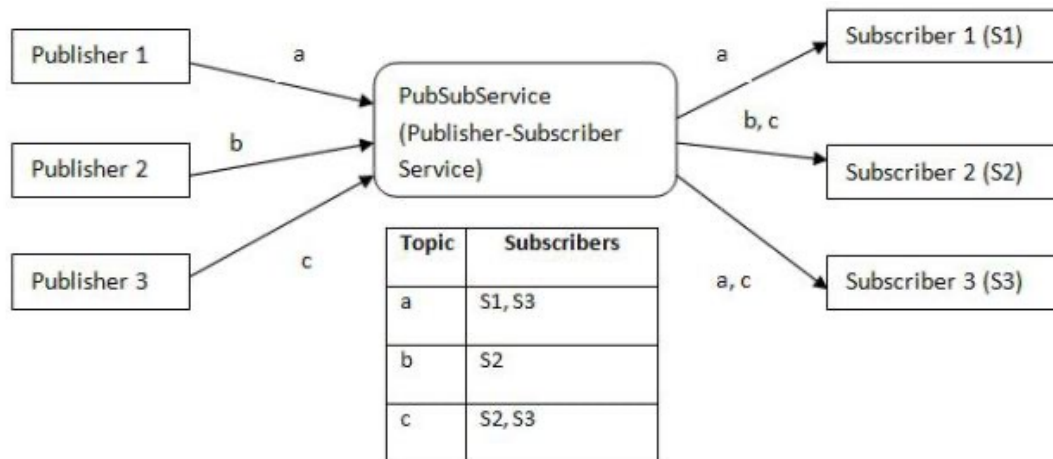 Publisher 1
a
Publisher 2
b
Publisher 3
c
PubSubService
(Publisher-Subscriber
Service)
Topic Subscribers
a S1, S3
b S2
c S2, S3
a
Subscriber 1 (S1)
b, c
Subscriber 2 (S2)
a, c
Subscriber 3 (S3)